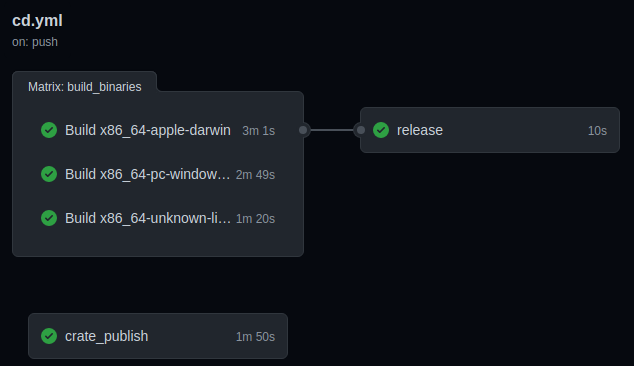 cd.yml
on: push
Matrix: build_binaries
Build x86_64-apple-darwin 3m 1s
Build x86_64-pc-window… 2m 49s
Build x86_64-unknown-li… 1m 20s
release 10s
crate_publish 1m 50s